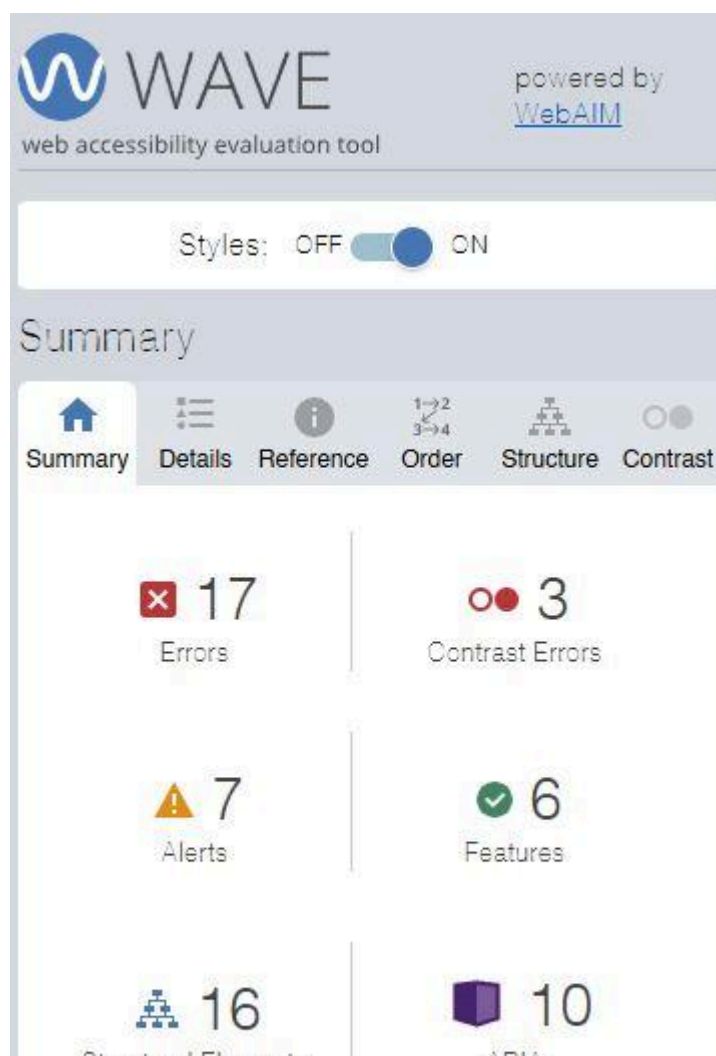 WAVE
powered by
WebAIM
web accessibility evaluation tool
Styles: OFF ON
Summary
1→2
3→4
Summary Details Reference Order Structure Contrast
17 3
Errors Contrast Errors
7 6
Alerts Features
16 10